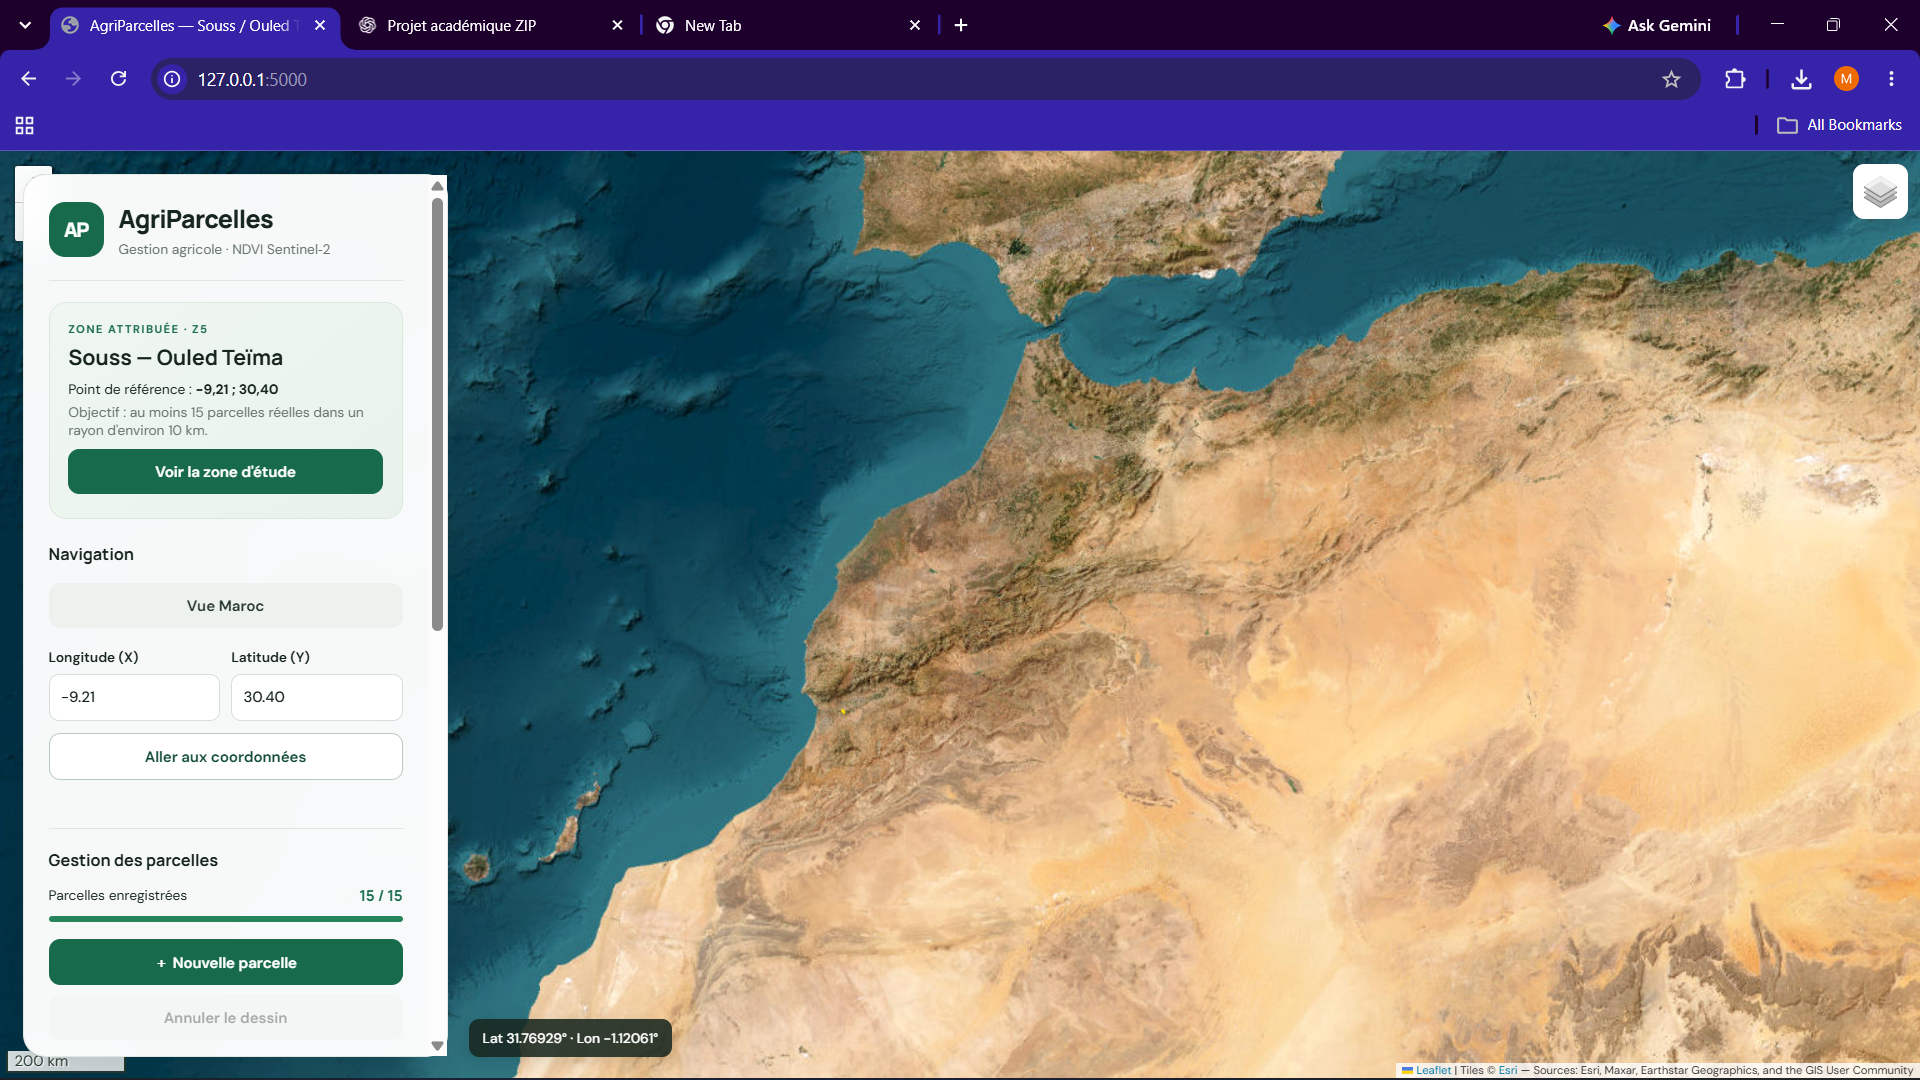 AgriParcelles — Souss / Ouled T
Projet académique ZIP
New Tab
Ask Gemini
127.0.0.1:5000
M
All Bookmarks
AP
AgriParcelles
Gestion agricole · NDVI Sentinel-2
ZONE ATTRIBUÉE · Z5
Souss — Ouled Teïma
Point de référence : -9,21 ; 30,40
Objectif : au moins 15 parcelles réelles dans un
rayon d'environ 10 km.
Voir la zone d'étude
Navigation
Vue Maroc
Longitude (X) Latitude (Y)
-9.21 30.40
Aller aux coordonnées
Gestion des parcelles
Parcelles enregistrées 15 / 15
+ Nouvelle parcelle
Annuler le dessin
200 km
Lat 31.76929° · Lon -1.12061°
Leaflet | Tiles © Esri — Sources: Esri, Maxar, Earthstar Geographics, and the GIS User Community